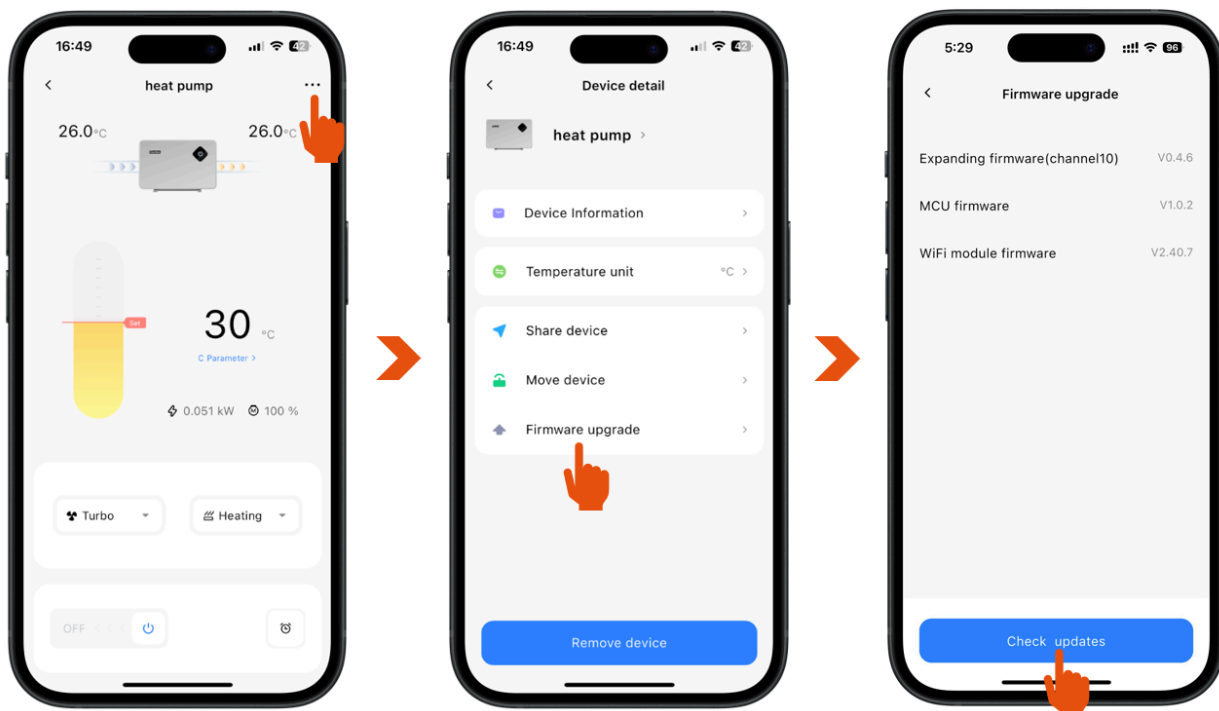 16:49
42
heat pump
26.0°C
26.0°C
Set
30 °C
C Parameter >
0.051 kW
100 %
Turbo
Heating
OFF
16:49
42
Device detail
heat pump
Device Information
Temperature unit
°C
Share device
Move device
Firmware upgrade
Remove device
5:29
96
Firmware upgrade
Expanding firmware(channel10)
V0.4.6
MCU firmware
V1.0.2
WiFi module firmware
V2.40.7
Check updates